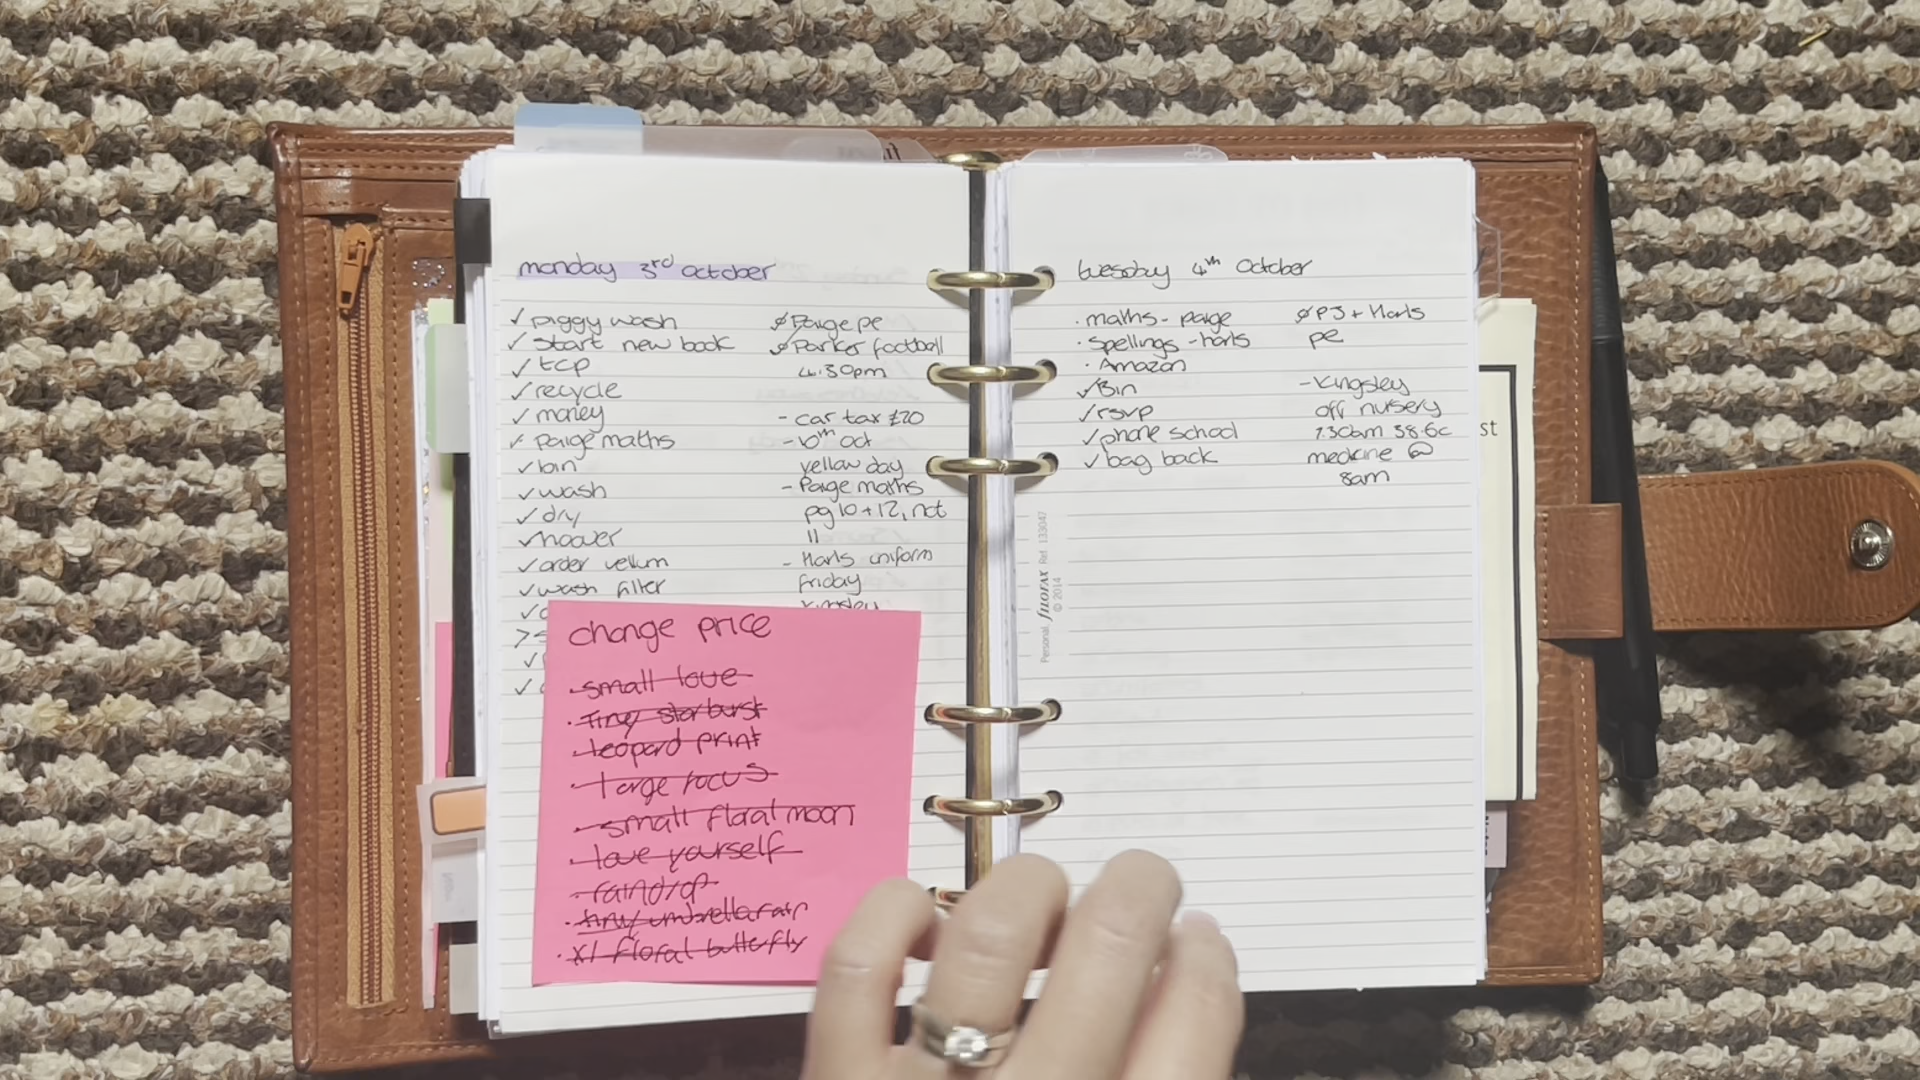 monday 3rd october
✓ piggy wash
✓ start new book
✓ tcp
✓ recycle
✓ money
✓ paige maths
✓ bin
✓ wash
✓ dry
✓ hoover
✓ order vellum
✓ wash filter
Paige pe
Parker football
4.30pm
- car tax £20
- 10th oct
yellow day
- Paige maths
pg 10 + 12, not
11
- Harls uniform
friday
Kingsley
change price
· small love
· Tiny starburst
· leopard print
· large focus
· small floral moon
· love yourself
· raindrop
· tiny umbrella rain
· xl floral butterfly
tuesday 4th October
· maths - paige
· spellings - harls
· Amazon
✓ Bin
✓ rsvp
✓ phone school
✓ bag back
PJ + Harls
pe
- Kingsley
off nursery
7.30am 38.6c
medicine @
8am
Personal filofax Ref 133047
© 2014
st